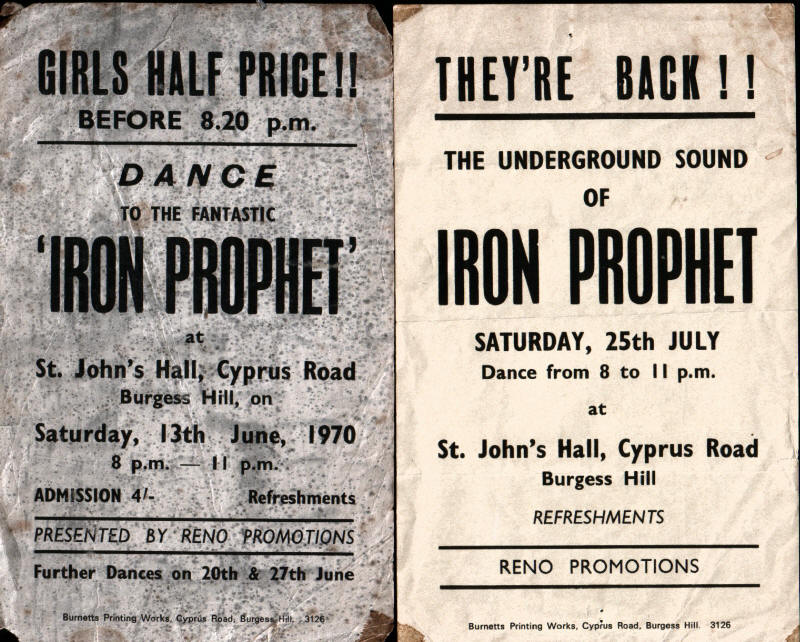 GIRLS HALF PRICE!!
BEFORE 8.20 p.m.
DANCE
TO THE FANTASTIC
'IRON PROPHET'
at
St. John's Hall, Cyprus Road
Burgess Hill, on
Saturday, 13th June, 1970
8 p.m. — 11 p.m.
ADMISSION 4/- Refreshments
PRESENTED BY RENO PROMOTIONS
Further Dances on 20th & 27th June
Burnetts Printing Works, Cyprus Road, Burgess Hill. 3126
THEY'RE BACK!!
THE UNDERGROUND SOUND
OF
IRON PROPHET
SATURDAY, 25th JULY
Dance from 8 to 11 p.m.
at
St. John's Hall, Cyprus Road
Burgess Hill
REFRESHMENTS
RENO PROMOTIONS
Burnetts Printing Works, Cyprus Road, Burgess Hill. 3126